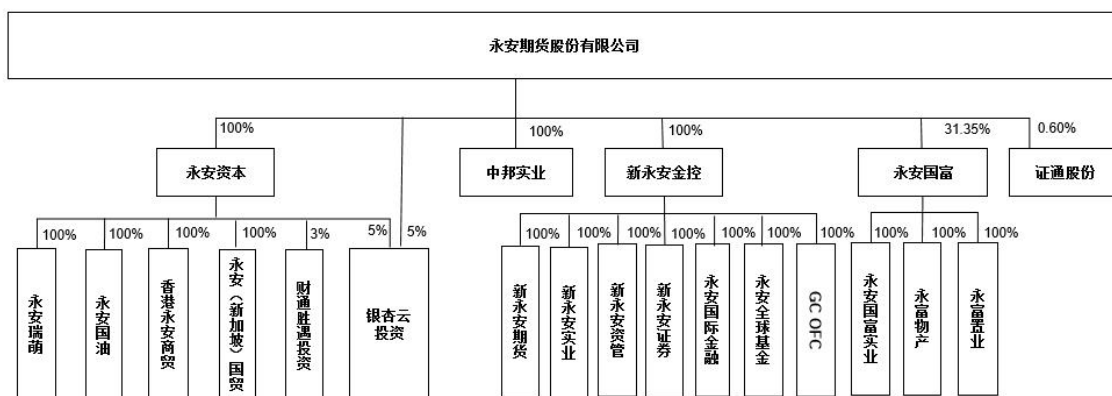 永安期货股份有限公司
100%
100%
100%
31.35%
0.60%
永安资本
中邦实业
新永安金控
永安国富
证通股份
100%
100%
100%
100%
3%
5%
5%
100%
100%
100%
100%
100%
100%
100%
100%
100%
100%
永安瑞萌
永安国油
香港永安商贸
永安（新加坡）国贸
财通胜遇投资
银杏云
投资
新永安期货
新永安实业
新永安资管
新永安证券
永安国际金融
永安全球基金
GC OFC
永安国富实业
永富物产
永富置业